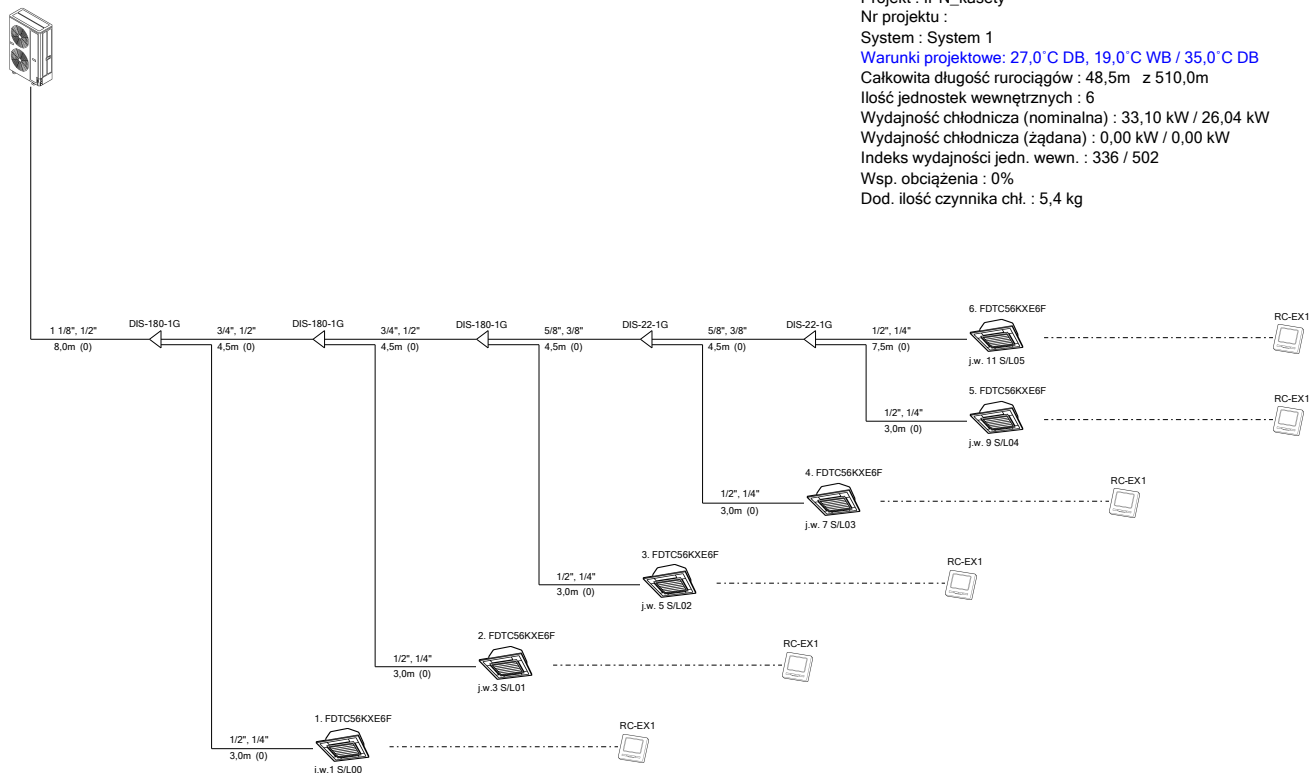 Projekt : IPN_kasety
Nr projektu :
System : System 1
Warunki projektowe: 27,0°C DB, 19,0°C WB / 35,0°C DB
Całkowita długość rurociągów : 48,5m z 510,0m
Ilość jednostek wewnętrznych : 6
Wydajność chłodnicza (nominalna) : 33,10 kW / 26,04 kW
Wydajność chłodnicza (żądana) : 0,00 kW / 0,00 kW
Indeks wydajności jedn. wewn. : 336 / 502
Wsp. obciążenia : 0%
Dod. ilość czynnika chł. : 5,4 kg
1 1/8", 1/2"
8,0m (0)
DIS-180-1G
3/4", 1/2"
4,5m (0)
DIS-180-1G
3/4", 1/2"
4,5m (0)
DIS-180-1G
5/8", 3/8"
4,5m (0)
DIS-22-1G
5/8", 3/8"
4,5m (0)
DIS-22-1G
1/2", 1/4"
7,5m (0)
6. FDTC56KXE6F
j.w. 11 S/L05
RC-EX1
1/2", 1/4"
3,0m (0)
5. FDTC56KXE6F
j.w. 9 S/L04
RC-EX1
1/2", 1/4"
3,0m (0)
4. FDTC56KXE6F
j.w. 7 S/L03
RC-EX1
1/2", 1/4"
3,0m (0)
3. FDTC56KXE6F
j.w. 5 S/L02
RC-EX1
1/2", 1/4"
3,0m (0)
2. FDTC56KXE6F
j.w.3 S/L01
RC-EX1
1/2", 1/4"
3,0m (0)
1. FDTC56KXE6F
j.w.1 S/L00
RC-EX1